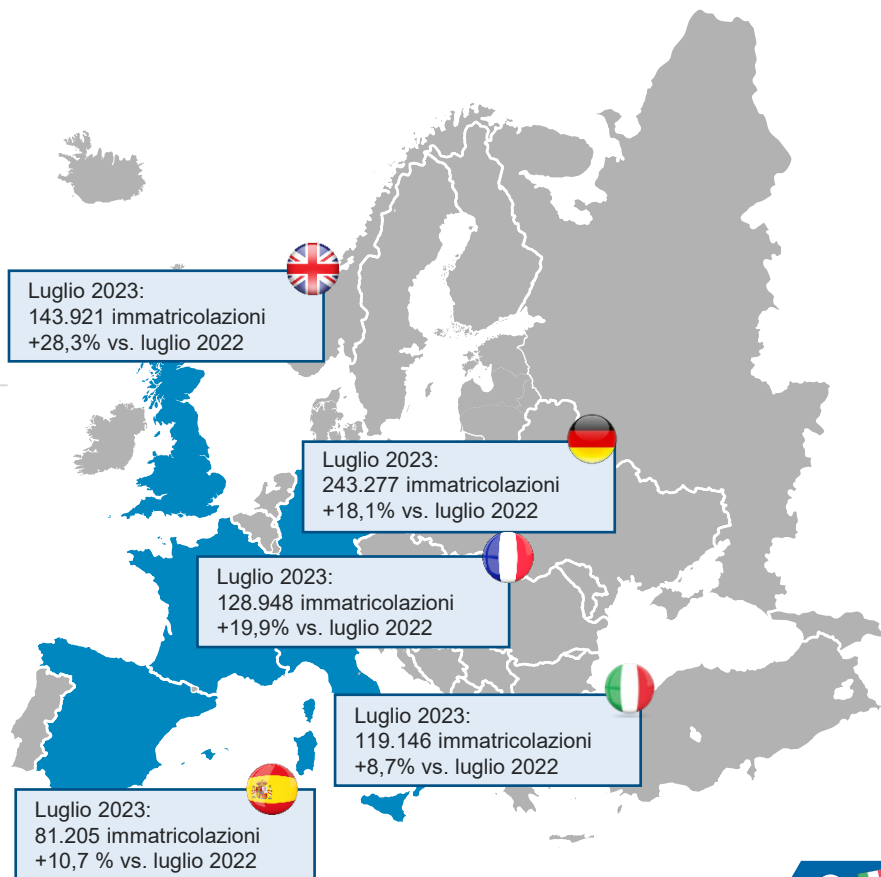 Luglio 2023:
143.921 immatricolazioni
+28,3% vs. luglio 2022
Luglio 2023:
243.277 immatricolazioni
+18,1% vs. luglio 2022
Luglio 2023:
128.948 immatricolazioni
+19,9% vs. luglio 2022
Luglio 2023:
119.146 immatricolazioni
+8,7% vs. luglio 2022
Luglio 2023:
81.205 immatricolazioni
+10,7 % vs. luglio 2022